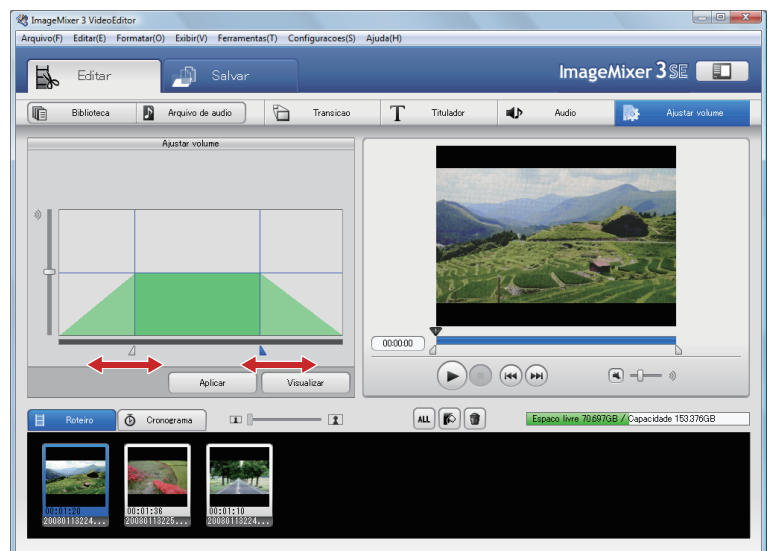 ImageMixer 3 VideoEditor
Arquivo(F) Editar(E) Formatar(O) Exibir(V) Ferramentas(T) Configuracoes(S) Ajuda(H)
Editar Salvar ImageMixer 3 SE
Biblioteca Arquivo de audio Transicao T Titulador Audio Ajustar volume
Ajustar volume
00:00:00
Aplicar Visualizar
Roteiro Cronograma ALL Espaco livre 70.697GB / Capacidade 153.376GB
00:01:20 00:01:36 00:01:10
20080113224... 20080113225... 20080113224...